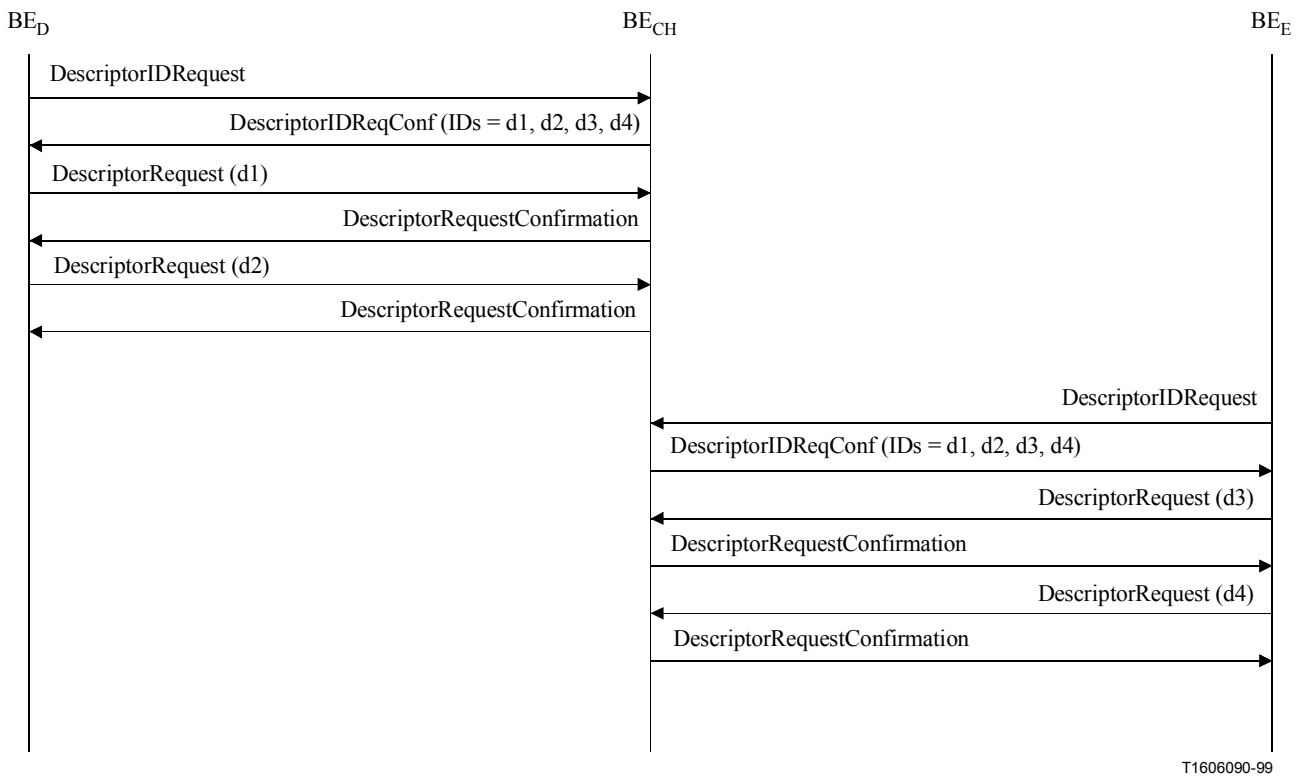 BE_D BE_CH BE_E
DescriptorIDRequest
DescriptorIDReqConf (IDs = d1, d2, d3, d4)
DescriptorRequest (d1)
DescriptorRequestConfirmation
DescriptorRequest (d2)
DescriptorRequestConfirmation
DescriptorIDRequest
DescriptorIDReqConf (IDs = d1, d2, d3, d4)
DescriptorRequest (d3)
DescriptorRequestConfirmation
DescriptorRequest (d4)
DescriptorRequestConfirmation
T1606090-99